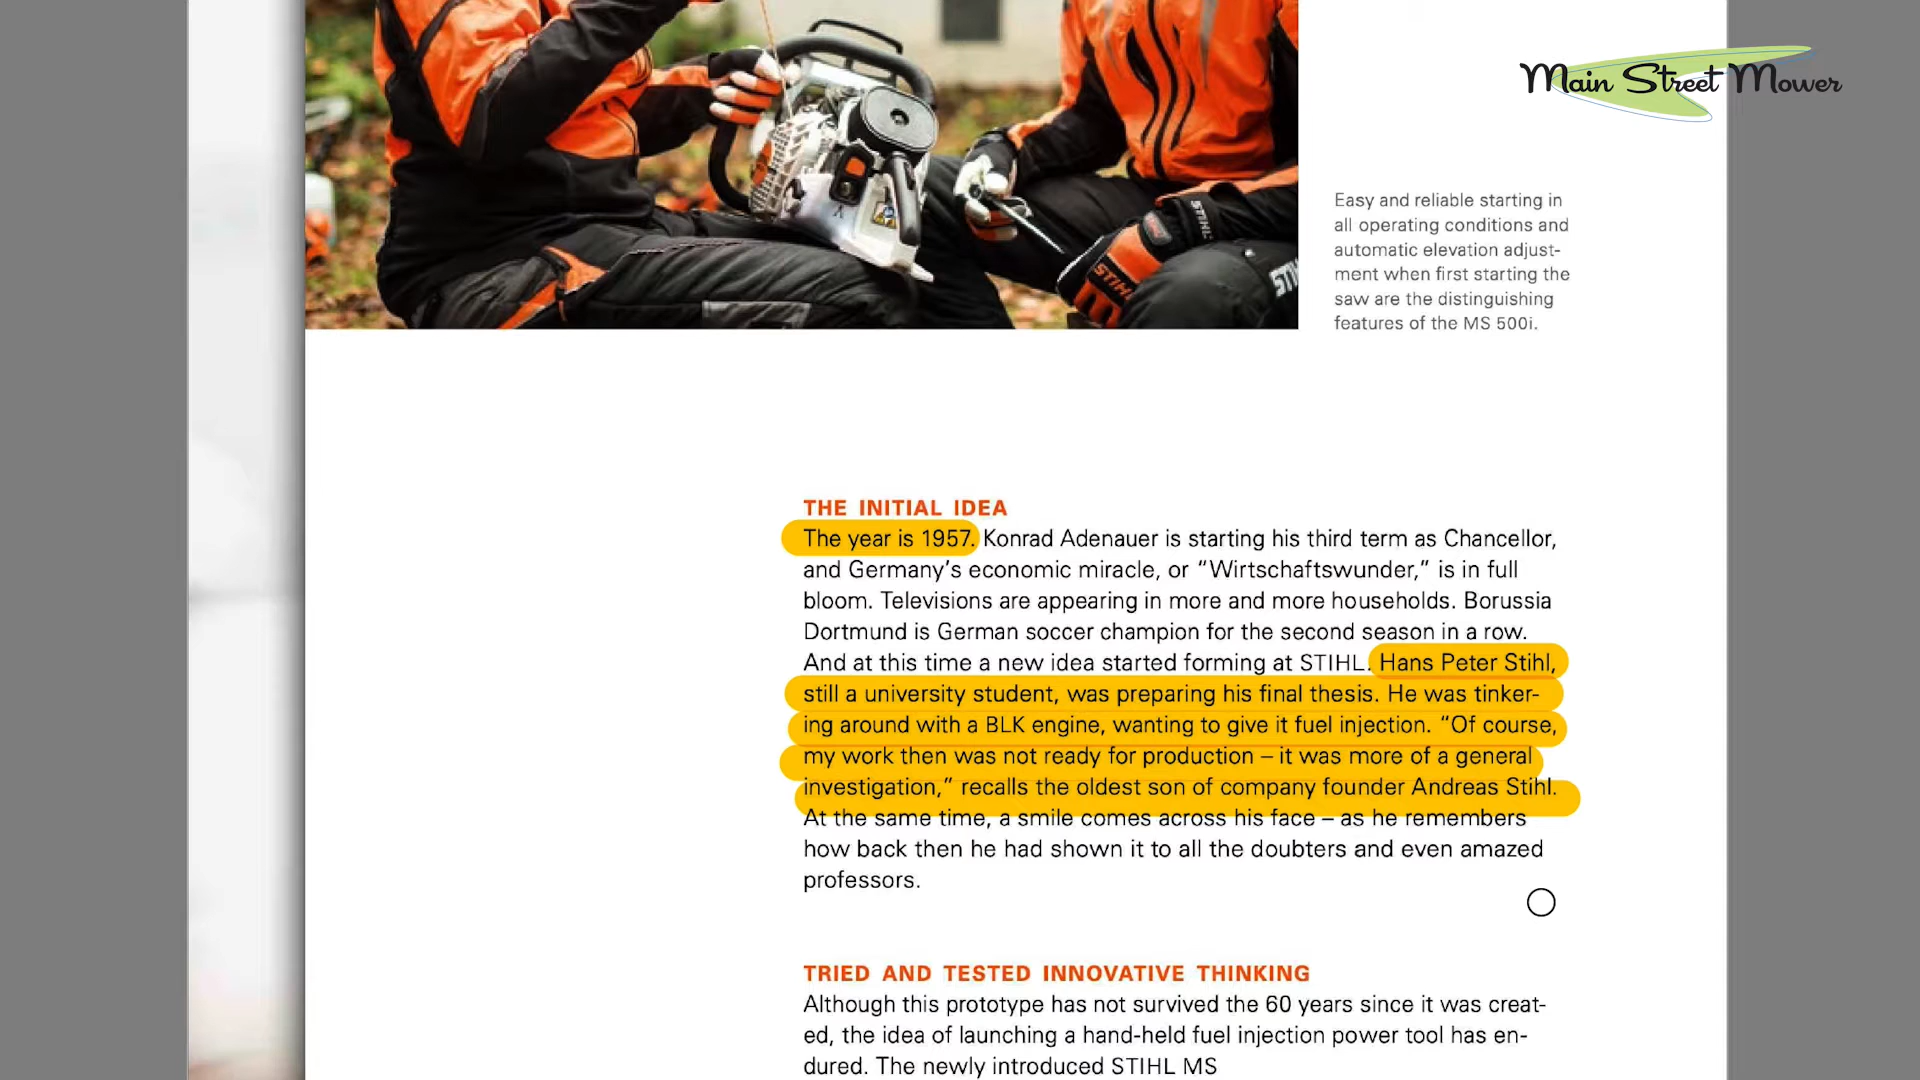 Main Street Mower
STIHL
STIHL
STI
Easy and reliable starting in
all operating conditions and
automatic elevation adjust-
ment when first starting the
saw are the distinguishing
features of the MS 500i.
THE INITIAL IDEA
The year is 1957. Konrad Adenauer is starting his third term as Chancellor,
and Germany’s economic miracle, or “Wirtschaftswunder,” is in full
bloom. Televisions are appearing in more and more households. Borussia
Dortmund is German soccer champion for the second season in a row.
And at this time a new idea started forming at STIHL. Hans Peter Stihl,
still a university student, was preparing his final thesis. He was tinker-
ing around with a BLK engine, wanting to give it fuel injection. “Of course,
my work then was not ready for production – it was more of a general
investigation,” recalls the oldest son of company founder Andreas Stihl.
At the same time, a smile comes across his face – as he remembers
how back then he had shown it to all the doubters and even amazed
professors.
TRIED AND TESTED INNOVATIVE THINKING
Although this prototype has not survived the 60 years since it was creat-
ed, the idea of launching a hand-held fuel injection power tool has en-
dured. The newly introduced STIHL MS